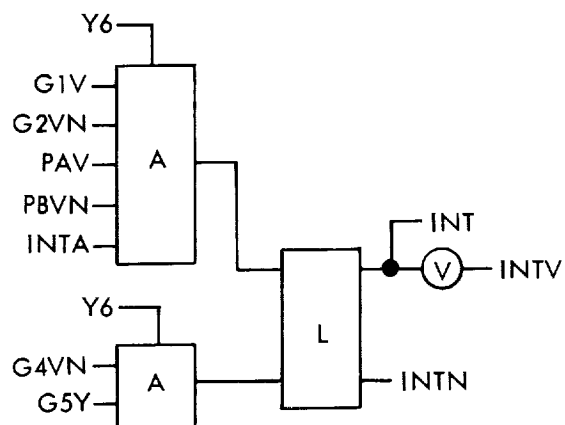 Y6
G1V
G2VN
PAV
A
PBVN
INTA
INT
V
INTV
Y6
L
G4VN
A
INTN
G5Y